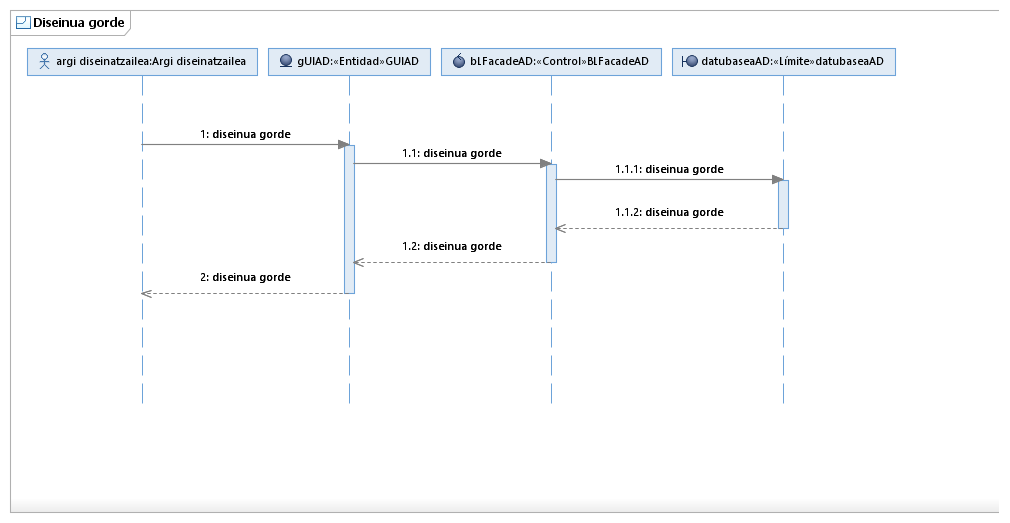 Diseinua gorde
argi diseinatzailea:Argi diseinatzailea
gUIAD:«Entidad»GUIAD
bLFacadeAD:«Control»BLFacadeAD
datubaseaAD:«Límite»datubaseaAD
1: diseinua gorde
1.1: diseinua gorde
1.1.1: diseinua gorde
1.1.2: diseinua gorde
1.2: diseinua gorde
2: diseinua gorde